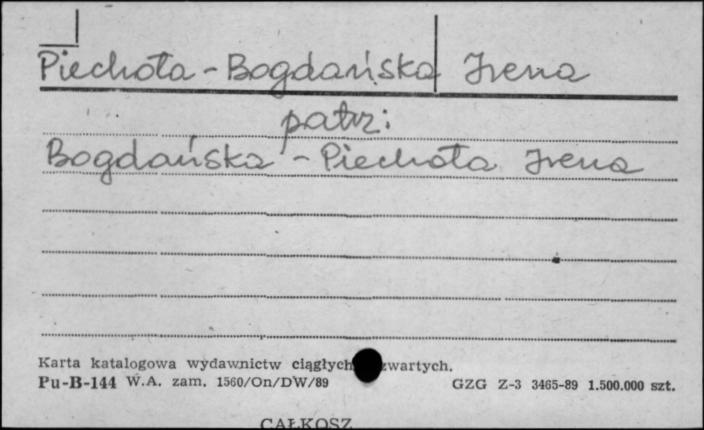 Piechota - Bogdańska Irena
patrz:
Bogdańska - Piechota Irena
Karta katalogowa wydawnictw ciągłych zwartych.
Pu-B-144 W.A. zam. 1560/On/DW/89 GZG Z-3 3465-89 1.500.000 szt.
CAŁKOSZ